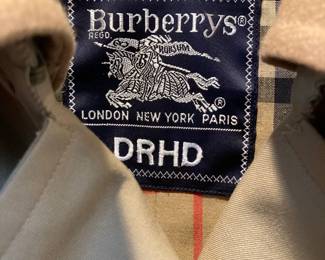 Burberrys®
REGD.
PRORSUM
LONDON NEW YORK PARIS
DRHD